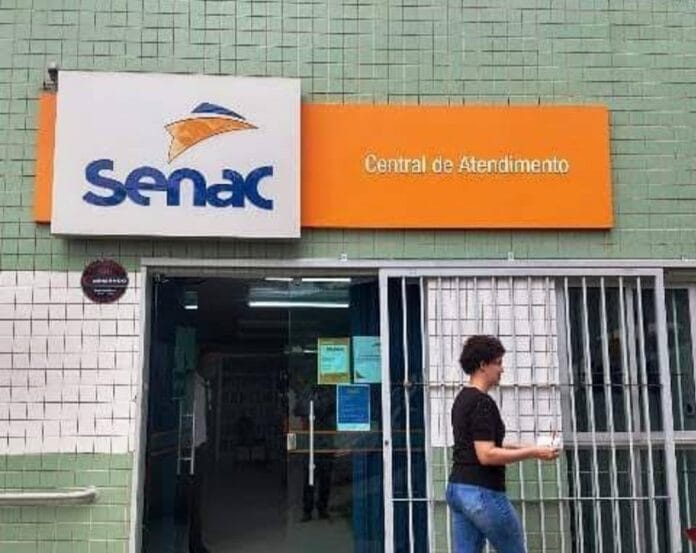 Senac
Central de Atendimento